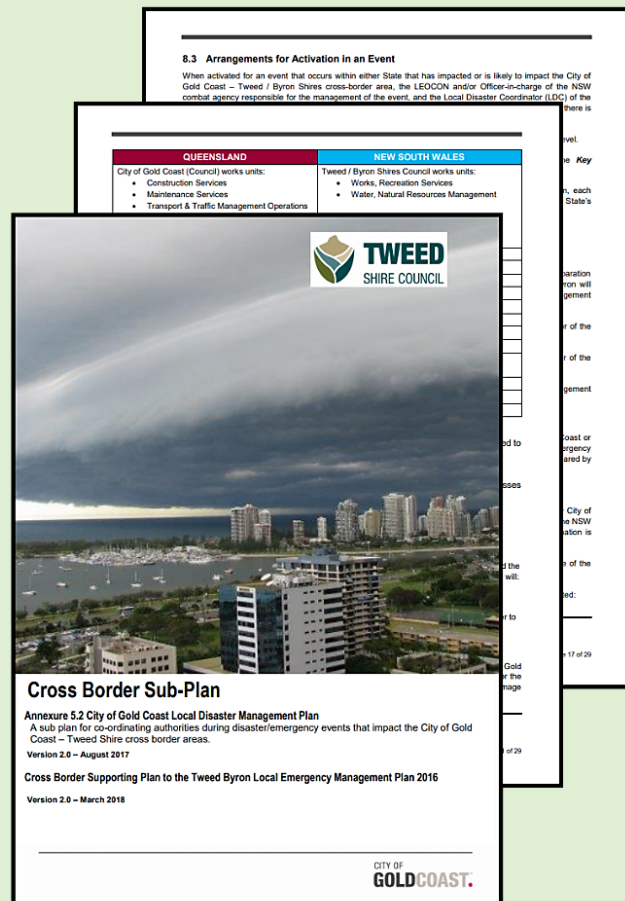 8.3 Arrangements for Activation in an Event
When activated for an event that occurs within either State that has impacted or is likely to impact the City of
Gold Coast – Tweed / Byron Shires cross-border area, the LEOCON and/or Officer-in-charge of the NSW
combat agency responsible for the management of the event, and the Local Disaster Coordinator (LDC) of the
there is
evel.
e Key
n, each
State's
paration
ron will
gement
r of the
r of the
gement
Coast or
ergency
ared by
City of
e NSW
ation is
e of the
ted:
17 of 29
QUEENSLAND
NEW SOUTH WALES
City of Gold Coast (Council) works units:
• Construction Services
• Maintenance Services
• Transport & Traffic Management Operations
Tweed / Byron Shires Council works units:
• Works, Recreation Services
• Water, Natural Resources Management
ed to
sses
d the
will:
r to
Gold
or the
mage
of 29
TWEED
SHIRE COUNCIL
Cross Border Sub-Plan
Annexure 5.2 City of Gold Coast Local Disaster Management Plan
A sub plan for co-ordinating authorities during disaster/emergency events that impact the City of Gold
Coast – Tweed Shire cross border areas.
Version 2.0 – August 2017
Cross Border Supporting Plan to the Tweed Byron Local Emergency Management Plan 2016
Version 2.0 – March 2018
CITY OF
GOLDCOAST.